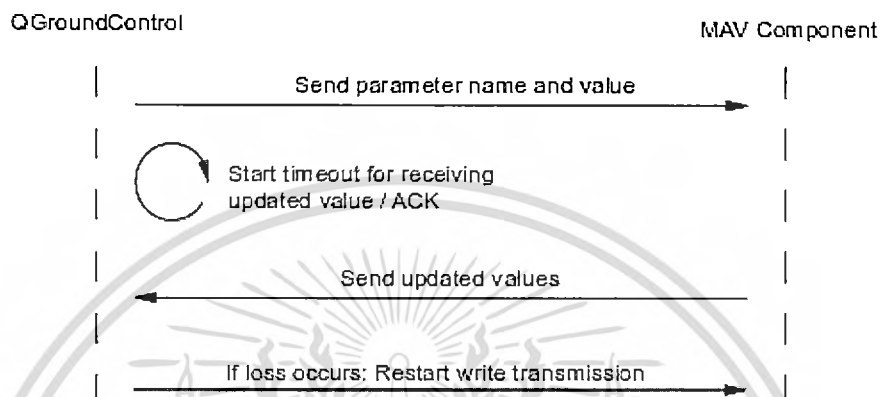 QGroundControl
MAV Component
Send parameter name and value
Start timeout for receiving
updated value / ACK
Send updated values
If loss occurs: Restart write transmission